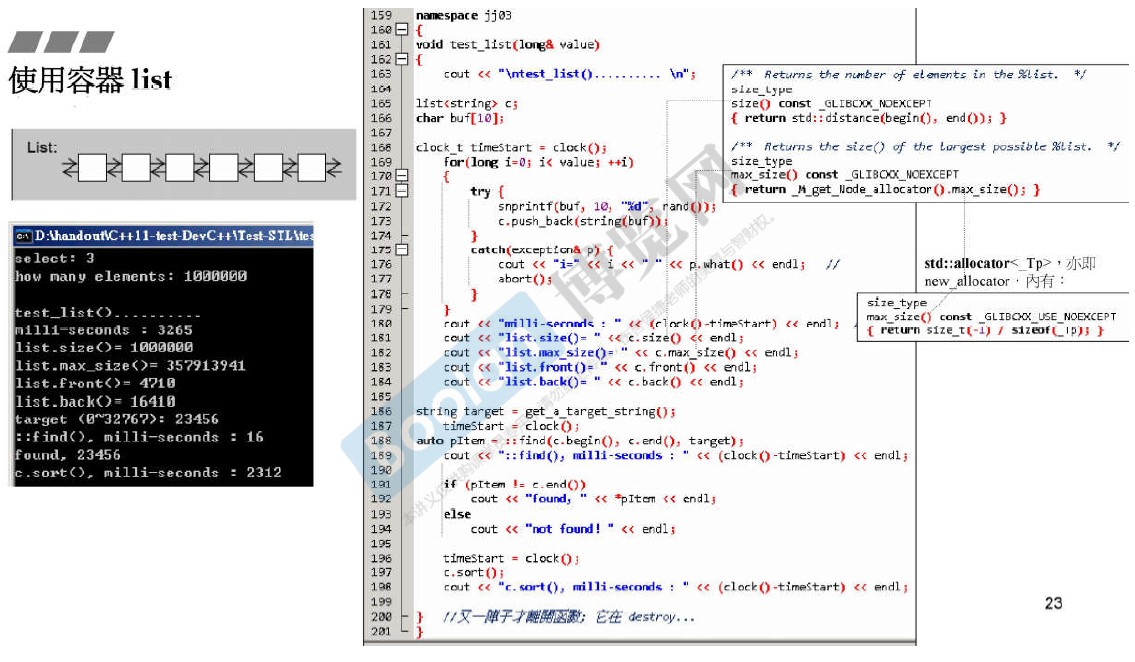 使用容器 list
List:
D:\handout\C++11-test-DevC++\Test-STL\tes
select: 3
how many elements: 1000000
test_list()..........
milli-seconds : 3265
list.size()= 1000000
list.max_size()= 357913941
list.front()= 4710
list.back()= 16410
target (0~32767): 23456
::find(), milli-seconds : 16
found, 23456
c.sort(), milli-seconds : 2312
159 namespace jj03
160 {
161 void test_list(long& value)
162 {
163 cout << "\ntest_list().......... \n";
164
165 list<string> c;
166 char buf[10];
167
168 clock_t timeStart = clock();
169 for(long i=0; i< value; ++i)
170 {
171 try {
172 snprintf(buf, 10, "%d", rand());
173 c.push_back(string(buf));
174 }
175 catch(exception& p) {
176 cout << "i=" << i << " " << p.what() << endl; //
177 abort();
178 }
179 }
180 cout << "milli-seconds : " << (clock()-timeStart) << endl;
181 cout << "list.size()= " << c.size() << endl;
182 cout << "list.max_size()= " << c.max_size() << endl;
183 cout << "list.front()= " << c.front() << endl;
184 cout << "list.back()= " << c.back() << endl;
185
186 string target = get_a_target_string();
187 timeStart = clock();
188 auto pItem = ::find(c.begin(), c.end(), target);
189 cout << "::find(), milli-seconds : " << (clock()-timeStart) << endl;
190
191 if (pItem != c.end())
192 cout << "found, " << *pItem << endl;
193 else
194 cout << "not found! " << endl;
195
196 timeStart = clock();
197 c.sort();
198 cout << "c.sort(), milli-seconds : " << (clock()-timeStart) << endl;
199
200 } //又一陣子才離開函數; 它在 destroy...
201 }
/** Returns the number of elements in the %list. */
size_type
size() const _GLIBCXX_NOEXCEPT
{ return std::distance(begin(), end()); }
/** Returns the size() of the largest possible %list. */
size_type
max_size() const _GLIBCXX_NOEXCEPT
{ return _M_get_Node_allocator().max_size(); }
std::allocator<_Tp>，亦即
new_allocator，內有：
size_type
max_size() const _GLIBCXX_USE_NOEXCEPT
{ return size_t(-1) / sizeof(_Tp); }
Boolan 博览网
23